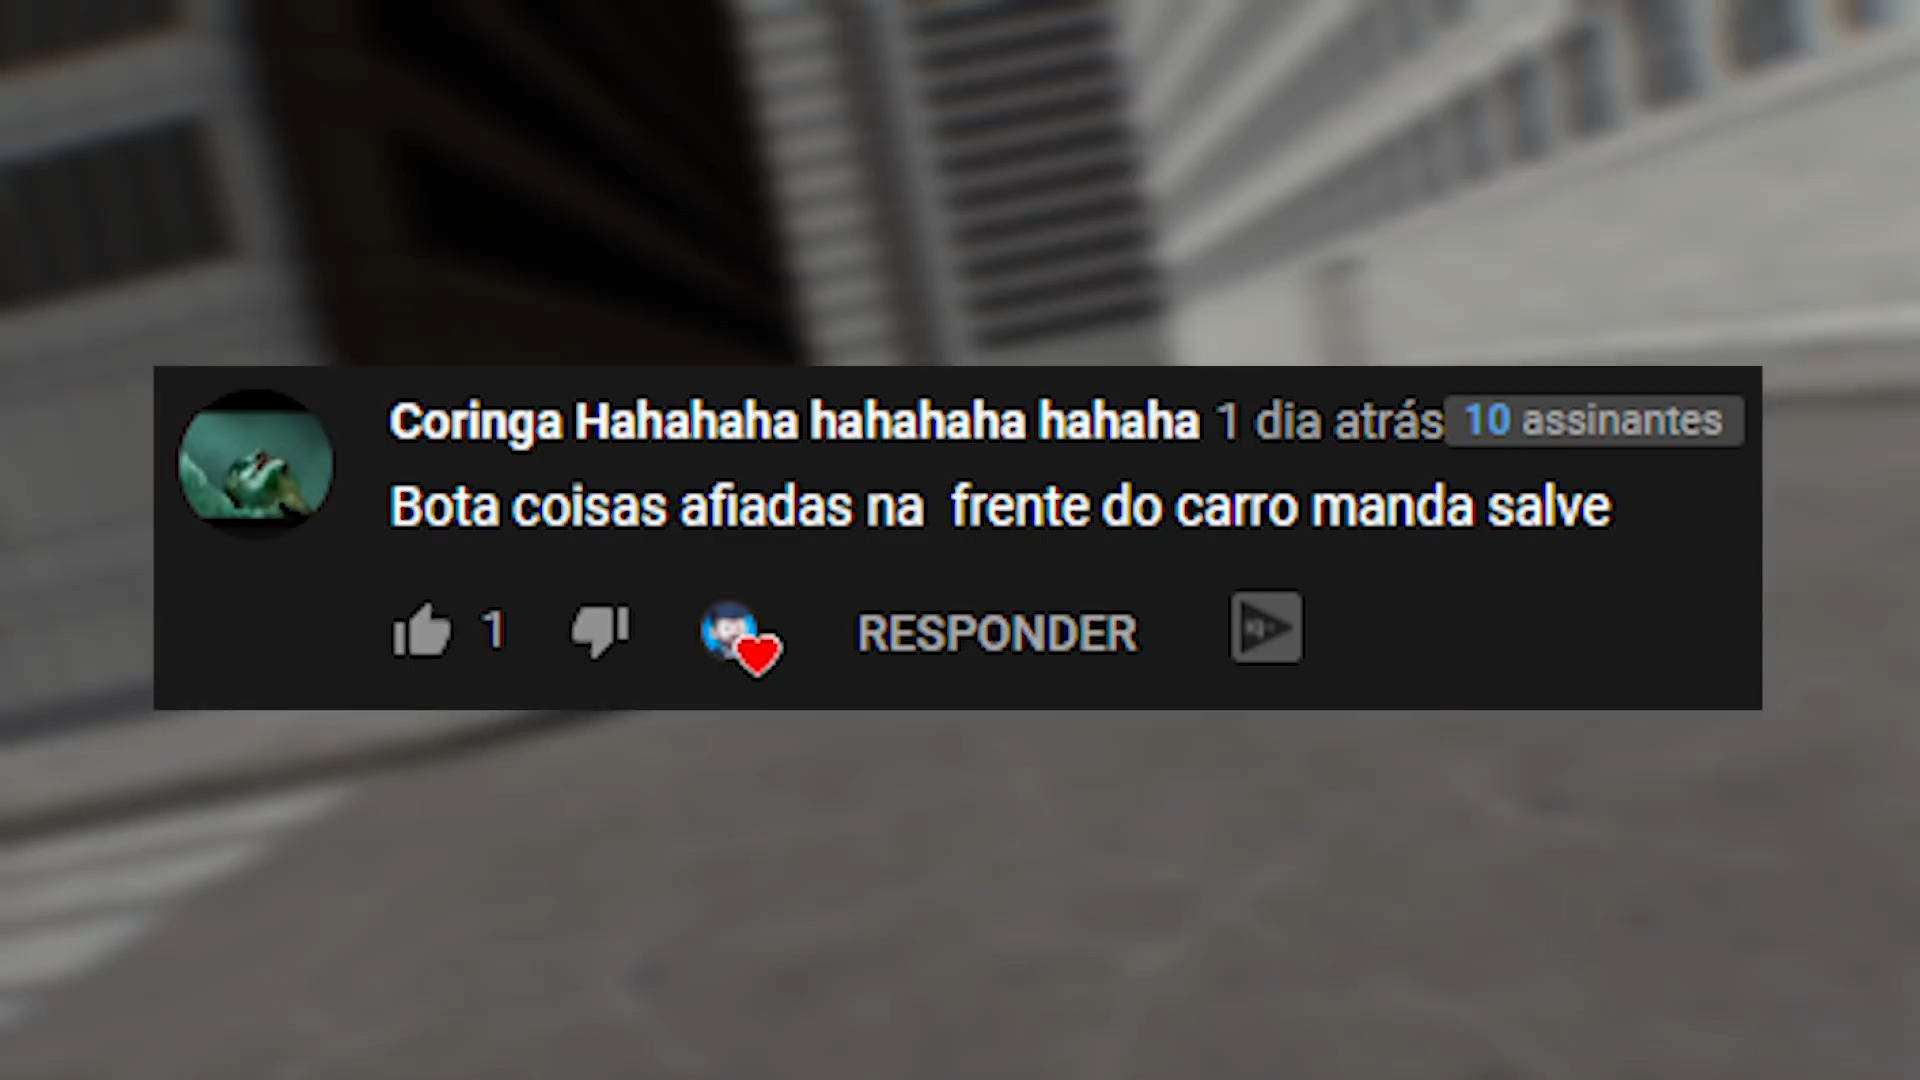 Coringa Hahahaha hahahaha hahaha 1 dia atrás 10 assinantes
Bota coisas afiadas na  frente do carro manda salve
1 RESPONDER